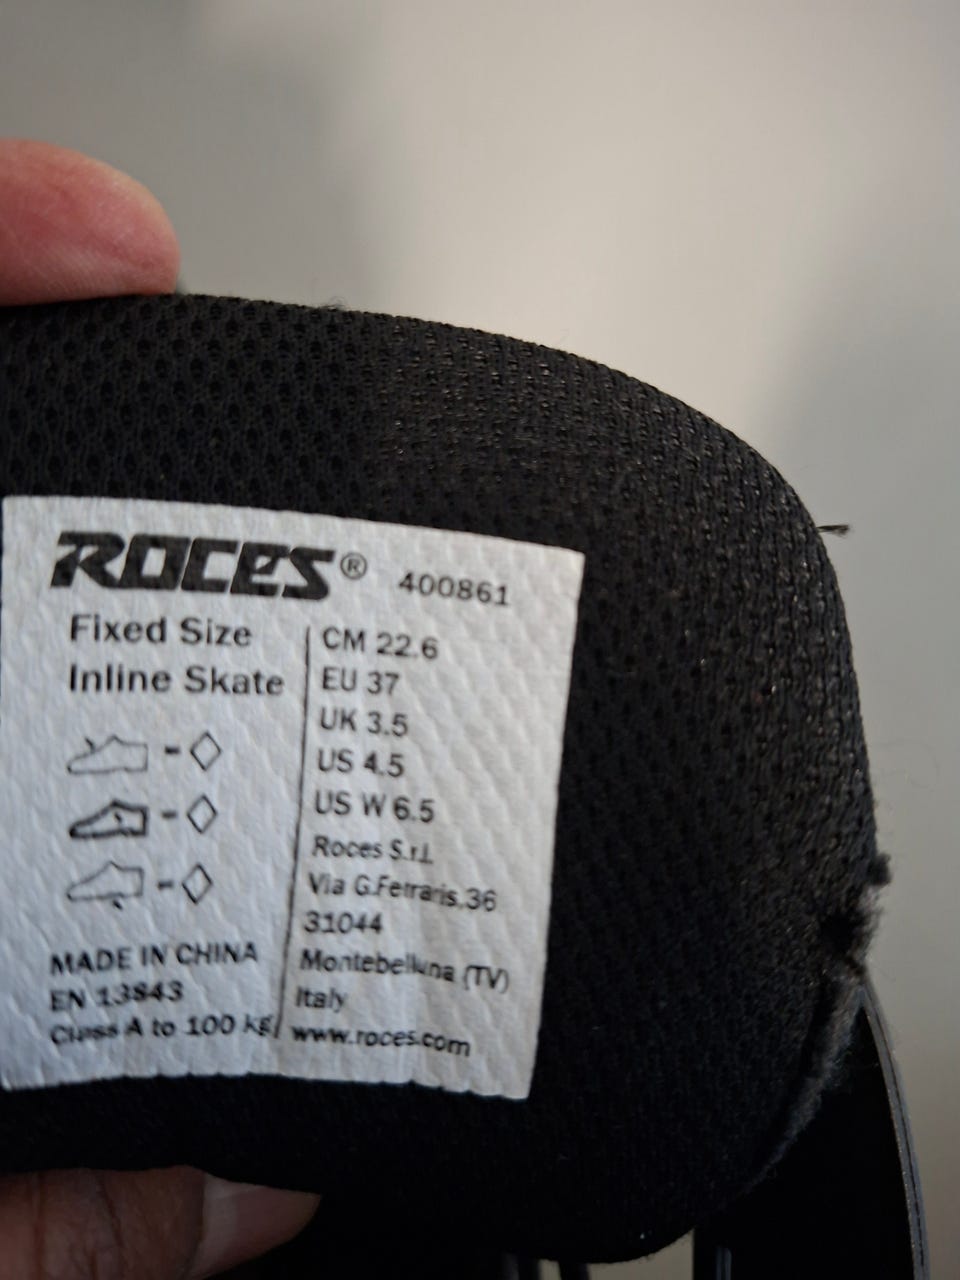 ROCES® 400861
Fixed Size
Inline Skate
CM 22.6
EU 37
UK 3.5
US 4.5
US W 6.5
Roces S.r.l.
Via G.Ferraris,36
31044
Montebelluna (TV)
Italy
www.roces.com
MADE IN CHINA
EN 13843
Class A to 100 kg